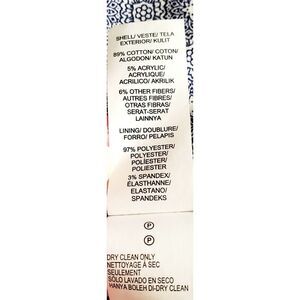 SHELL/ VESTE/ TELA
EXTERIOR/ KULIT
89% COTTON/ COTON/
ALGODON/ KATUN
5% ACRYLIC/
ACRYLIQUE/
ACRILICO/ AKRILIK
6% OTHER FIBERS/
AUTRES FIBRES/
OTRAS FIBRAS/
SERAT-SERAT
LAINNYA
LINING/ DOUBLURE/
FORRO/ PELAPIS
97% POLYESTER/
POLYESTER/
POLIESTER/
POLIESTER
3% SPANDEX/
ÉLASTHANNE/
ELASTANO/
SPANDEKS
P
P
DRY CLEAN ONLY
NETTOYAGE À SEC
SEULEMENT
SÓLO LAVADO EN SECO
HANYA BOLEH DI-DRY CLEAN